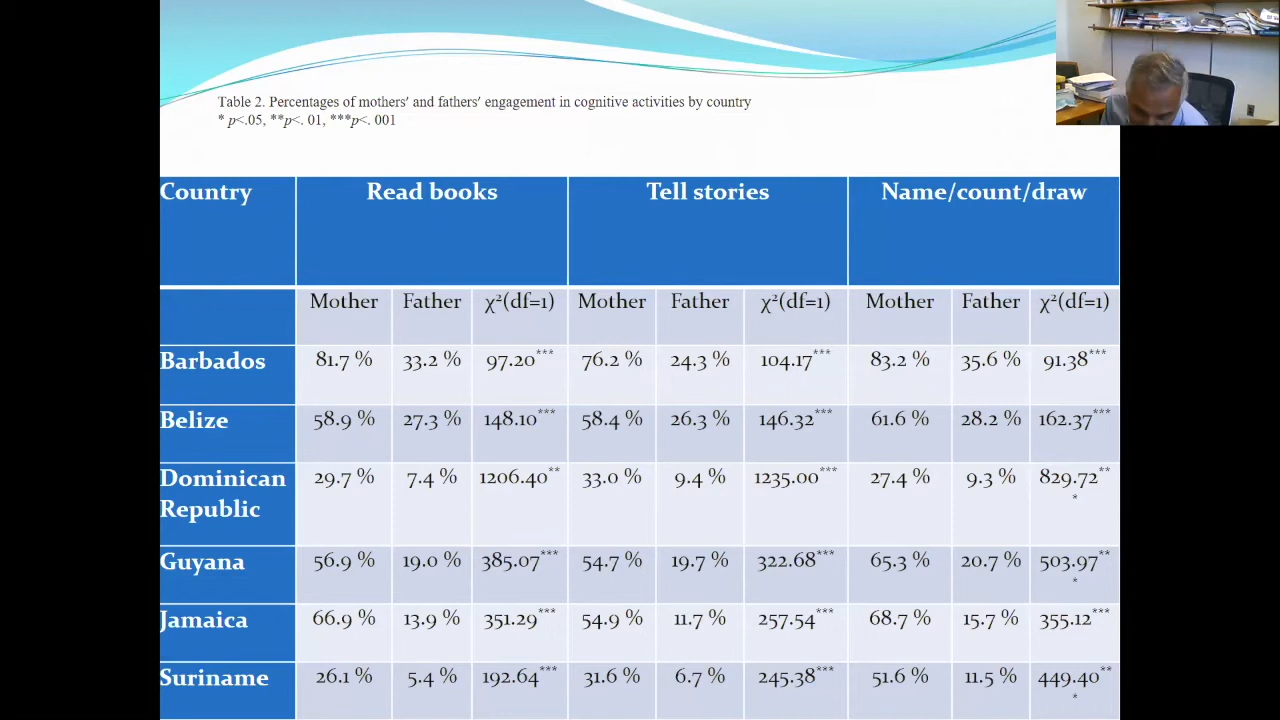 Table 2. Percentages of mothers' and fathers' engagement in cognitive activities by country
* p<.05, **p<. 01, ***p<. 001
Country Read books Tell stories Name/count/draw
Mother Father χ²(df=1) Mother Father χ²(df=1) Mother Father χ²(df=1)
Barbados 81.7 % 33.2 % 97.20*** 76.2 % 24.3 % 104.17*** 83.2 % 35.6 % 91.38***
Belize 58.9 % 27.3 % 148.10*** 58.4 % 26.3 % 146.32*** 61.6 % 28.2 % 162.37***
Dominican 29.7 % 7.4 % 1206.40** 33.0 % 9.4 % 1235.00*** 27.4 % 9.3 % 829.72**
Republic *
Guyana 56.9 % 19.0 % 385.07*** 54.7 % 19.7 % 322.68*** 65.3 % 20.7 % 503.97**
*
Jamaica 66.9 % 13.9 % 351.29*** 54.9 % 11.7 % 257.54*** 68.7 % 15.7 % 355.12***
Suriname 26.1 % 5.4 % 192.64*** 31.6 % 6.7 % 245.38*** 51.6 % 11.5 % 449.40**
*